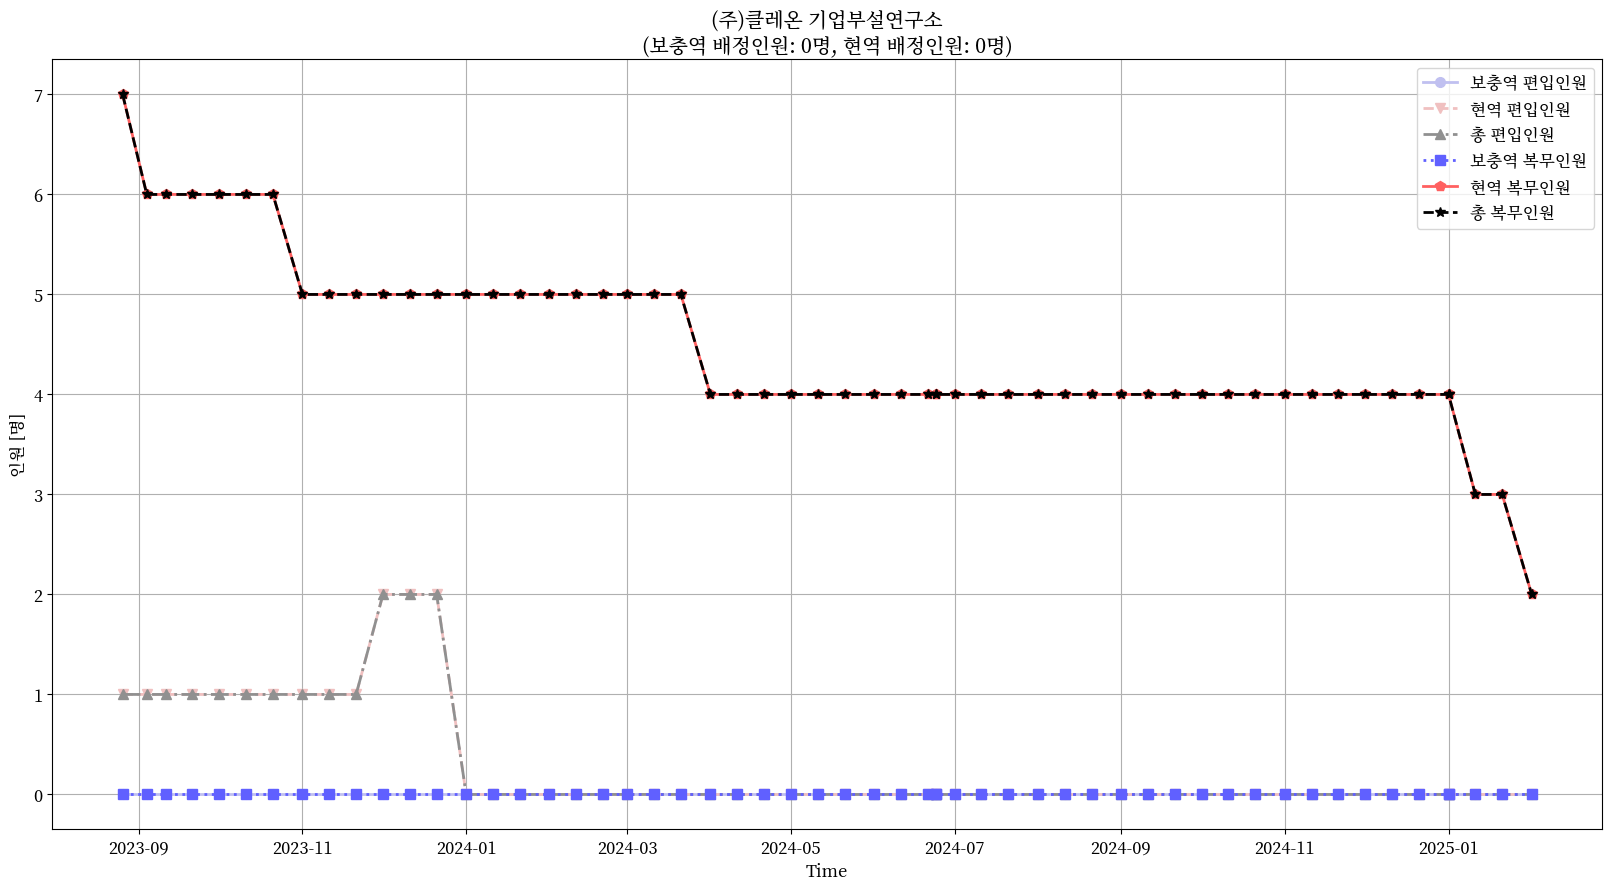 (주)클레온 기업부설연구소
(보충역 배정인원: 0명, 현역 배정인원: 0명)
보충역 편입인원
현역 편입인원
총 편입인원
보충역 복무인원
현역 복무인원
총 복무인원
인원 [명]
7
6
5
4
3
2
1
0
2023-09
2023-11
2024-01
2024-03
2024-05
2024-07
2024-09
2024-11
2025-01
Time